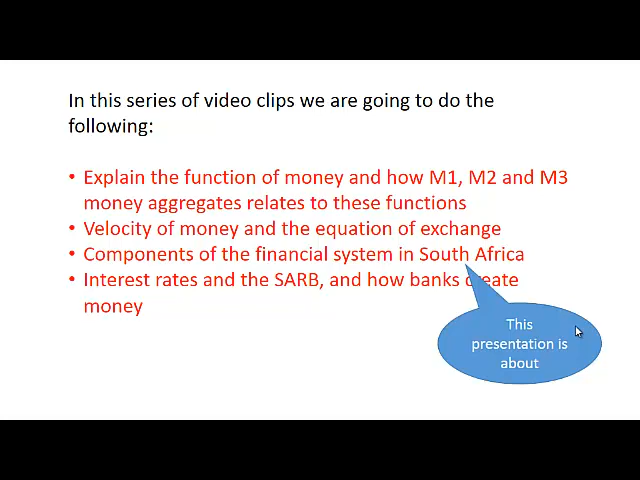 In this series of video clips we are going to do the
following:
• Explain the function of money and how M1, M2 and M3
money aggregates relates to these functions
• Velocity of money and the equation of exchange
• Components of the financial system in South Africa
• Interest rates and the SARB, and how banks create
money
This
presentation is
about